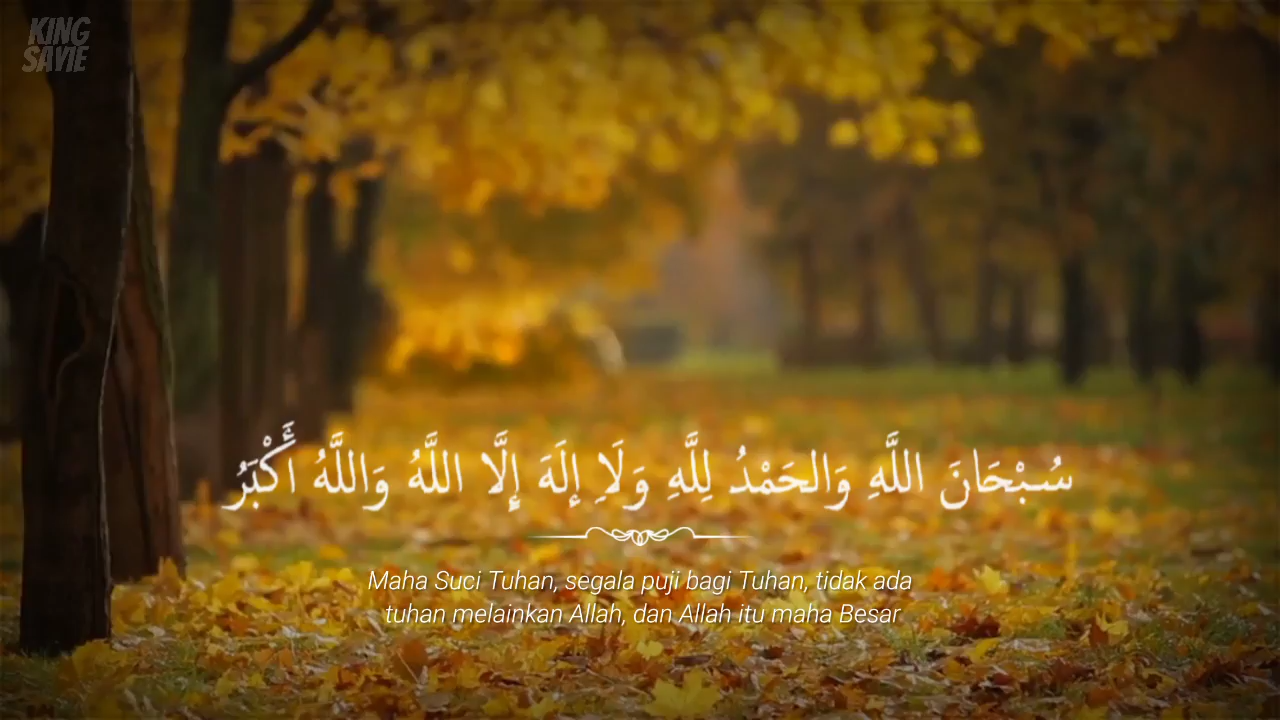 KING
SAVIE
سُبْحَانَ اللَّهِ وَالحَمْدُ لِلَّهِ وَلَاِ إلَهَ إِلَّا اللَّهُ وَاللَّهُ أَكْبَرُ
Maha Suci Tuhan, segala puji bagi Tuhan, tidak ada
tuhan melainkan Allah, dan Allah itu maha Besar